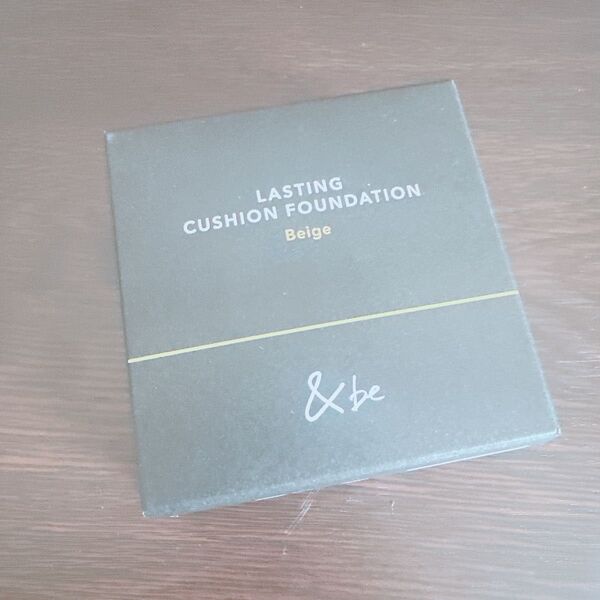 LASTING
CUSHION FOUNDATION
Beige
&be